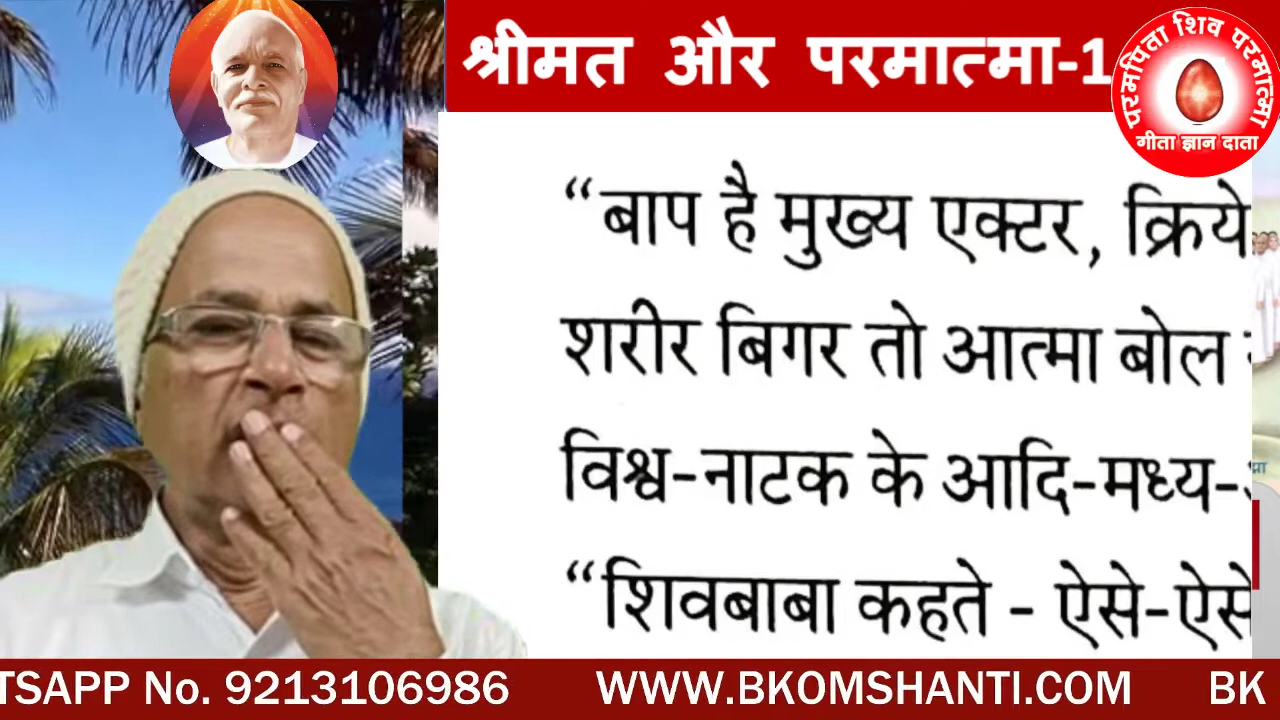 श्रीमत और परमात्मा-1
परमपिता शिव परमात्मा
गीता ज्ञान दाता
“बाप है मुख्य एक्टर, क्रिये
शरीर बिगर तो आत्मा बोल
विश्व-नाटक के आदि-मध्य-
“शिवबाबा कहते - ऐसे-ऐसे
TSAPP No. 9213106986 WWW.BKOMSHANTI.COM BK